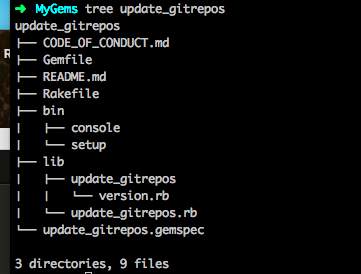 ➜ MyGems tree update_gitrepos
update_gitrepos
├── CODE_OF_CONDUCT.md
├── Gemfile
├── README.md
├── Rakefile
├── bin
│   ├── console
│   └── setup
├── lib
│   ├── update_gitrepos
│   │   └── version.rb
│   └── update_gitrepos.rb
└── update_gitrepos.gemspec
3 directories, 9 files